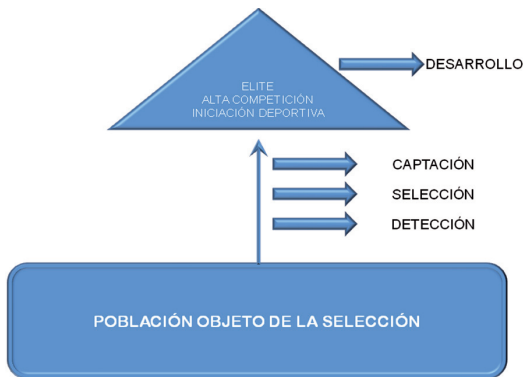 ELITE
ALTA COMPETICIÓN
INICIACIÓN DEPORTIVA
DESARROLLO
CAPTACIÓN
SELECCIÓN
DETECCIÓN
POBLACIÓN OBJETO DE LA SELECCIÓN